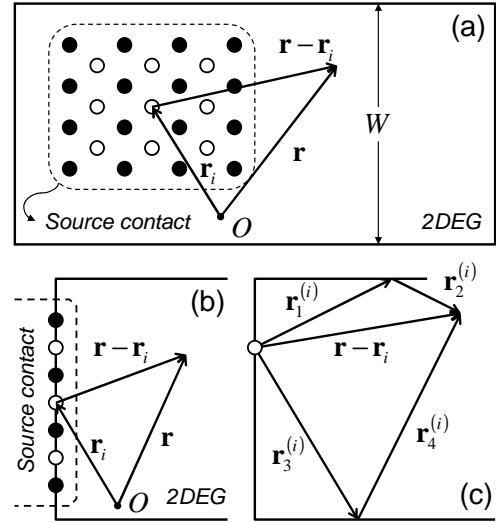 (a)
r − r_i
W
r_i
r
Source contact
O
2DEG
(b)
(c)
r_1^{(i)}
r_2^{(i)}
r − r_i
r − r_i
Source contact
r_i
r
r_3^{(i)}
r_4^{(i)}
O
2DEG